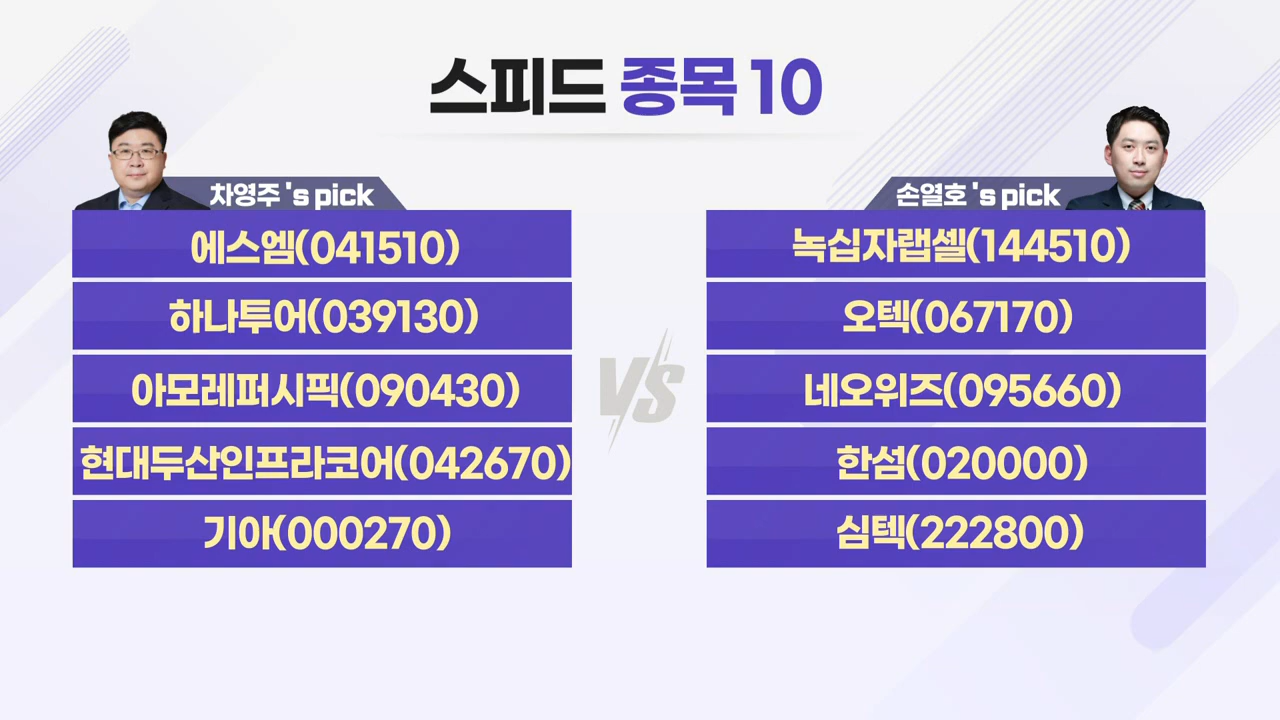 스피드 종목 10
차영주 's pick
에스엠(041510)
하나투어(039130)
아모레퍼시픽(090430)
현대두산인프라코어(042670)
기아(000270)
VS
손열호 's pick
녹십자랩셀(144510)
오텍(067170)
네오위즈(095660)
한섬(020000)
심텍(222800)